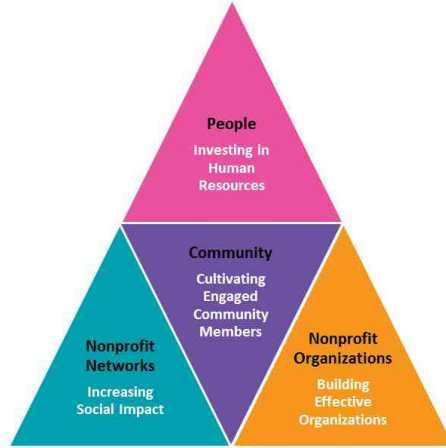 People
Investing in
Human
Resources
Community
Cultivating
Engaged
Community
Members
Nonprofit
Networks
Increasing
Social Impact
Nonprofit
Organizations
Building
Effective
Organizations